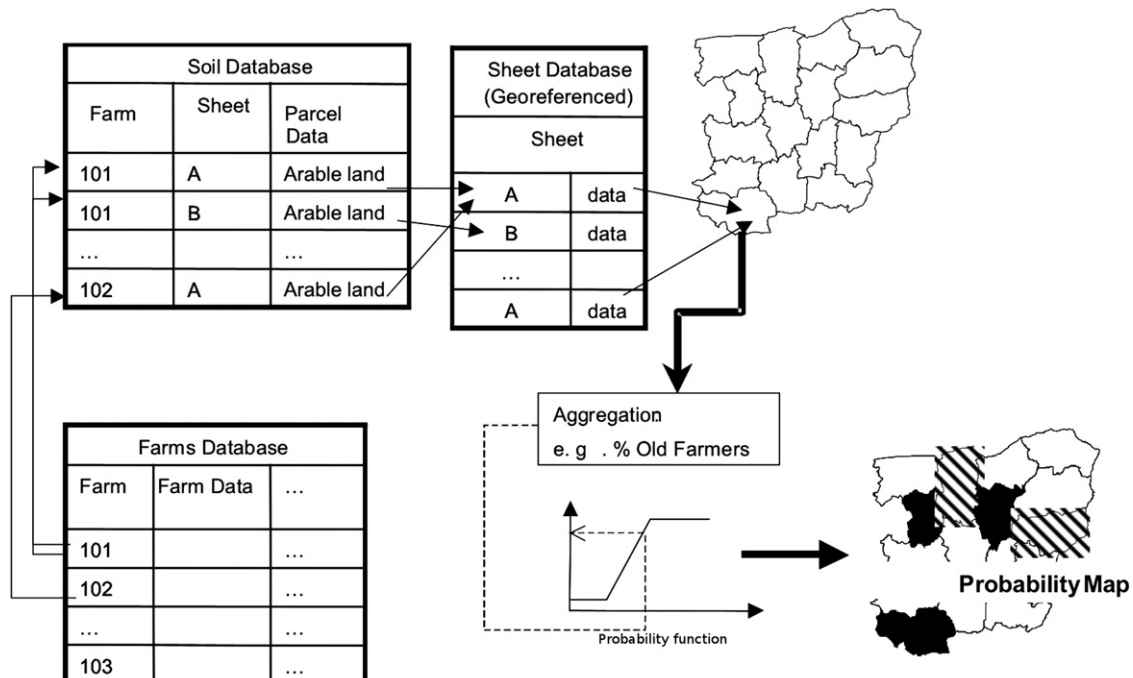 Soil Database
Farm Sheet Parcel Data
101 A Arable land
101 B Arable land
... ...
102 A Arable land
Sheet Database
(Georeferenced)
Sheet
A data
B data
...
A data
Farms Database
Farm Farm Data ...
101 ...
102 ...
... ...
103 ...
Aggregation.
e. g . % Old Farmers
Probability function
Probability Map